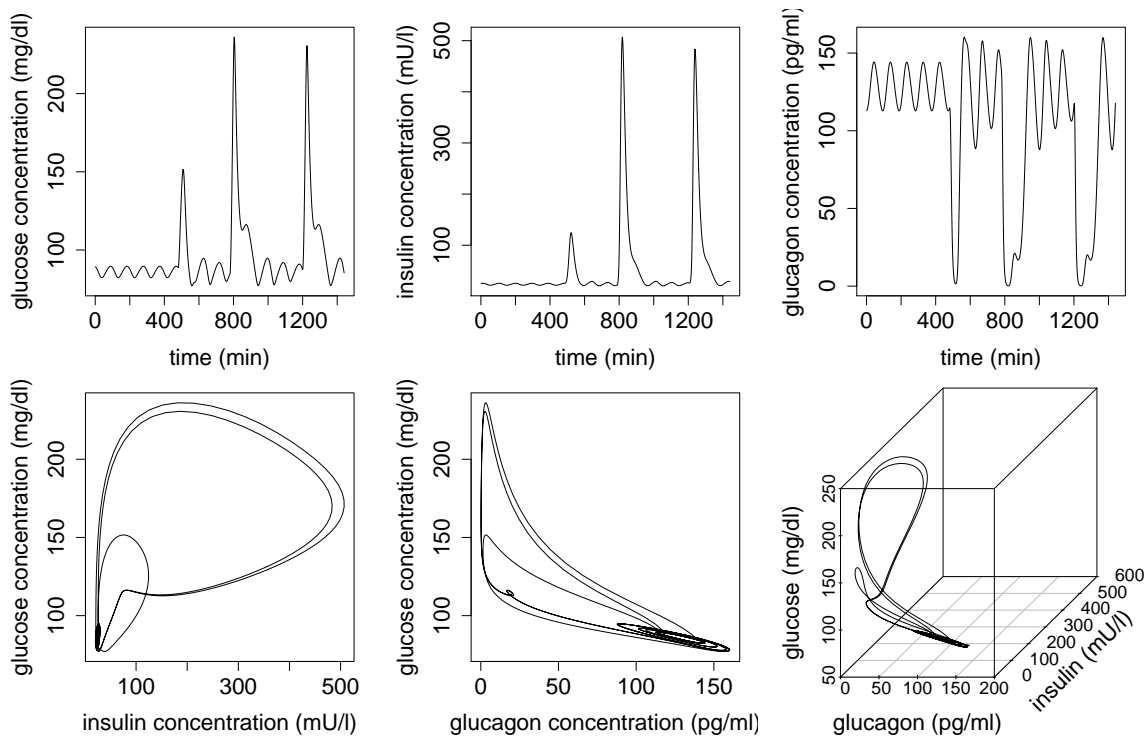 glucose concentration (mg/dl)
100 150 200
0 400 800 1200
time (min)
insulin concentration (mU/l)
100 300 500
0 400 800 1200
time (min)
glucagon concentration (pg/ml)
0 50 100 150
0 400 800 1200
time (min)
glucose concentration (mg/dl)
100 150 200
100 300 500
insulin concentration (mU/l)
glucose concentration (mg/dl)
100 150 200
0 50 100 150
glucagon concentration (pg/ml)
glucose (mg/dl)
50 100 150 200 250
0 50 100 150 200
glucagon (pg/ml)
0 100 200 300 400 500 600
insulin (mU/l)